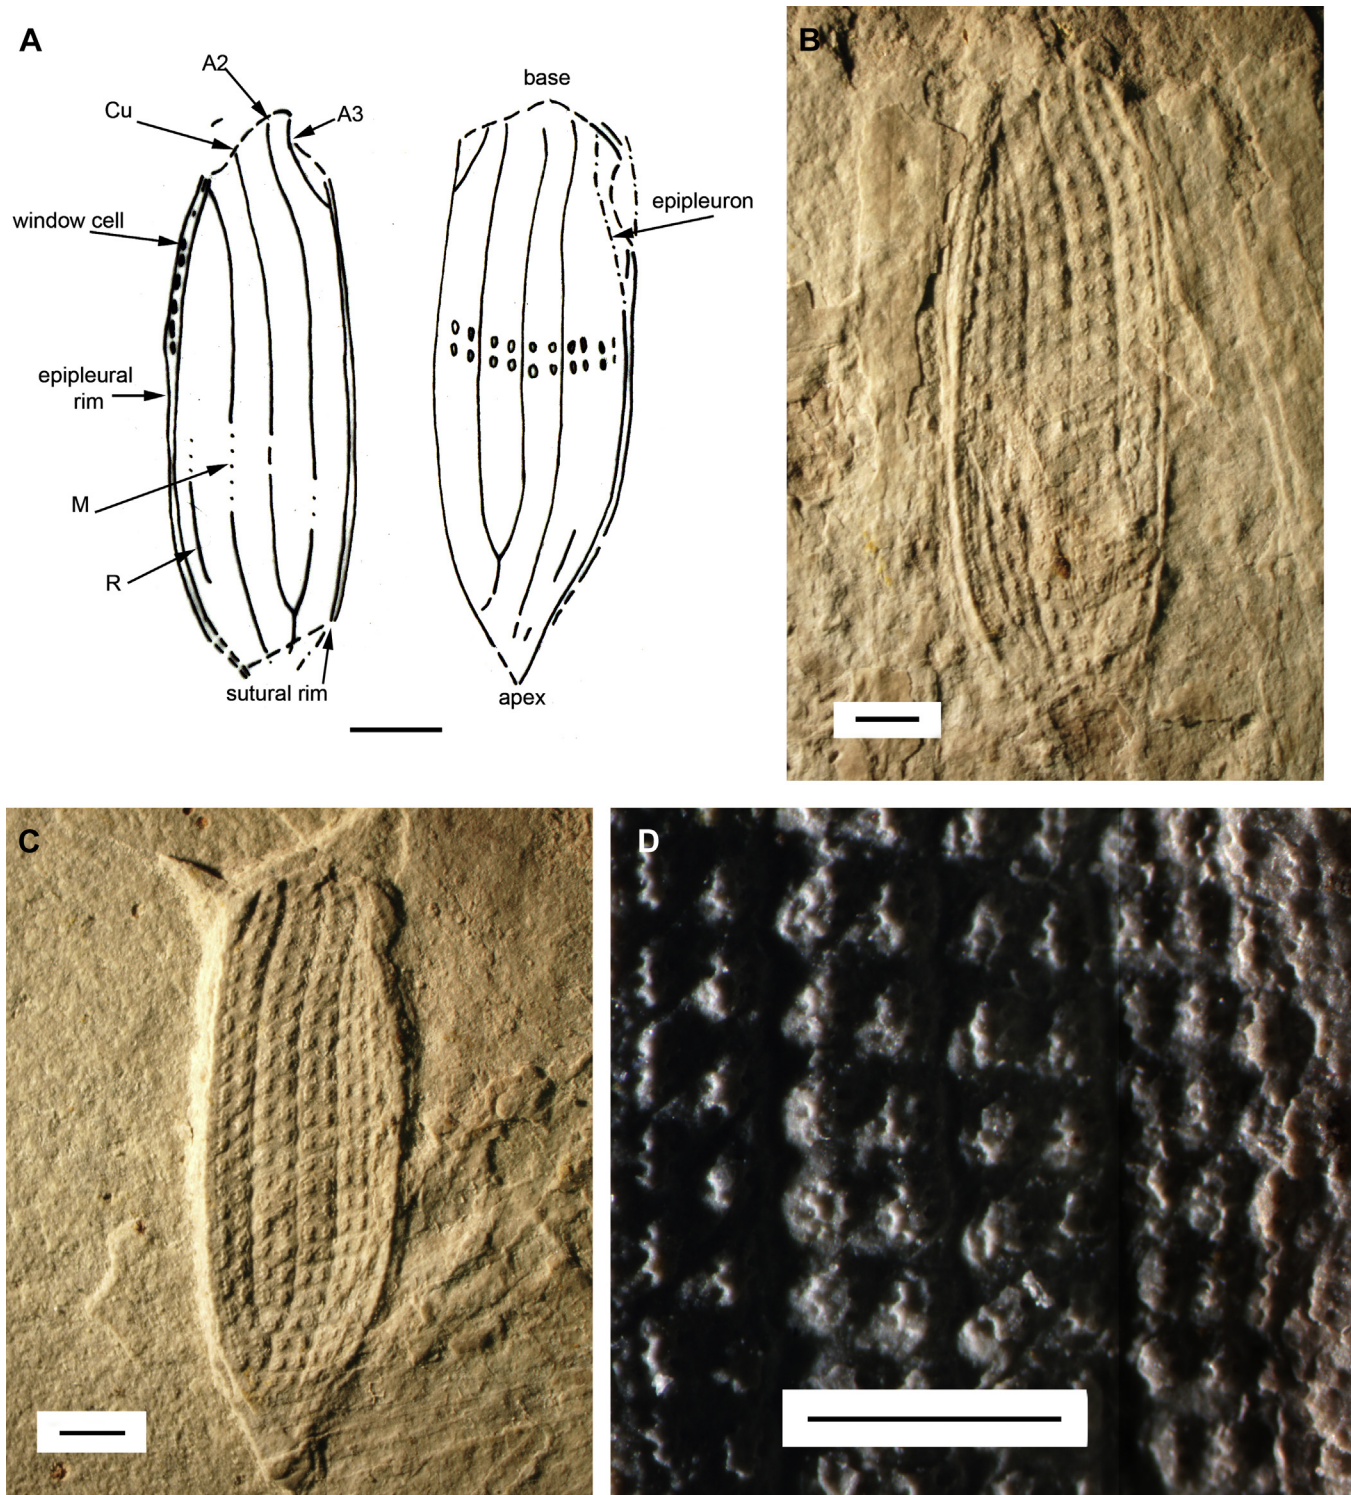 A
A2
base
Cu
A3
window cell
epipleuron
epipleural
rim
M
R
sutural rim
apex
B
C
D